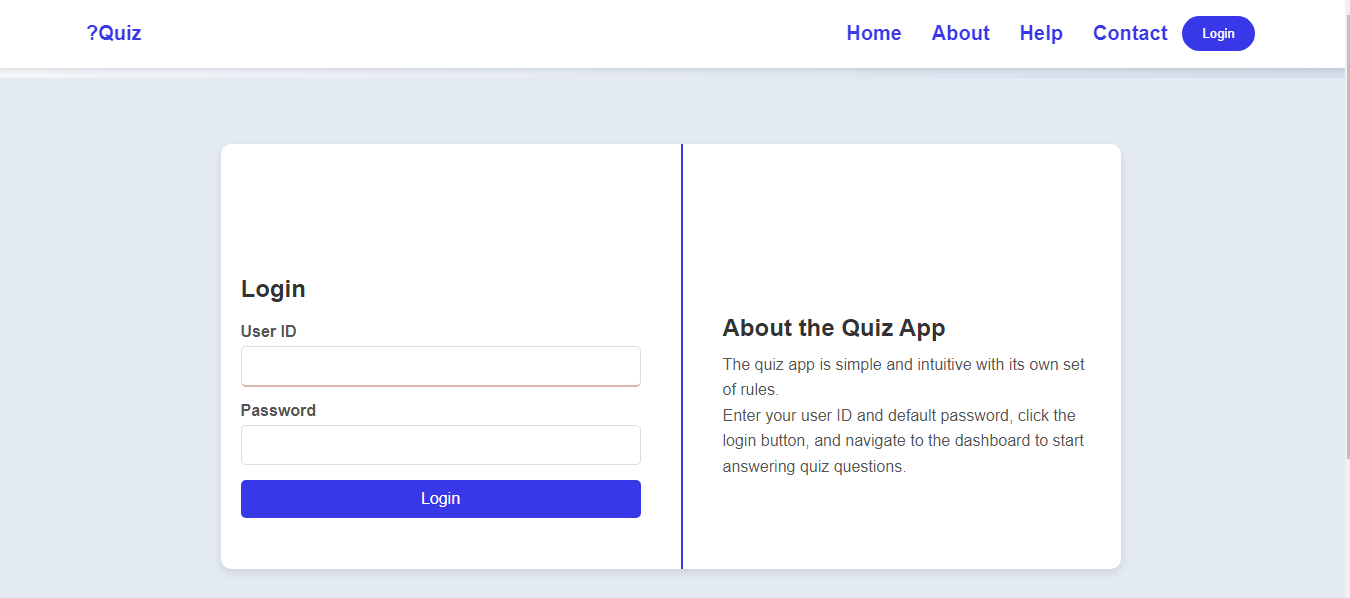 ?Quiz
Home About Help Contact Login
Login
User ID
Password
Login
About the Quiz App
The quiz app is simple and intuitive with its own set
of rules.
Enter your user ID and default password, click the
login button, and navigate to the dashboard to start
answering quiz questions.